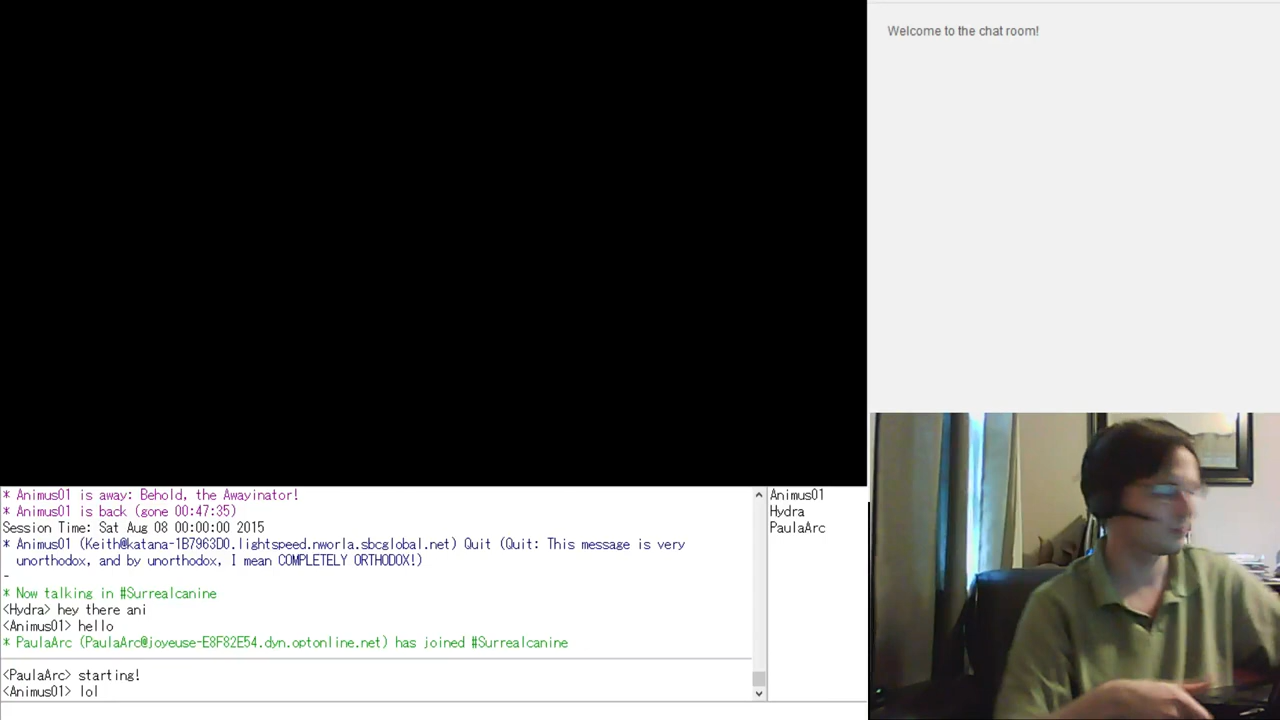 Welcome to the chat room!
* Animus01 is away: Behold, the Awayinator!
* Animus01 is back (gone 00:47:35)
Session Time: Sat Aug 08 00:00:00 2015
* Animus01 (Keith@katana-1B7963D0.lightspeed.nworla.sbcglobal.net) Quit (Quit: This message is very
unorthodox, and by unorthodox, I mean COMPLETELY ORTHODOX!)
-
* Now talking in #Surrealcanine
<Hydra> hey there ani
<Animus01> hello
* PaulaArc (PaulaArc@joyeuse-E8F82E54.dyn.optonline.net) has joined #Surrealcanine
<PaulaArc> starting!
<Animus01> lol
Animus01
Hydra
PaulaArc